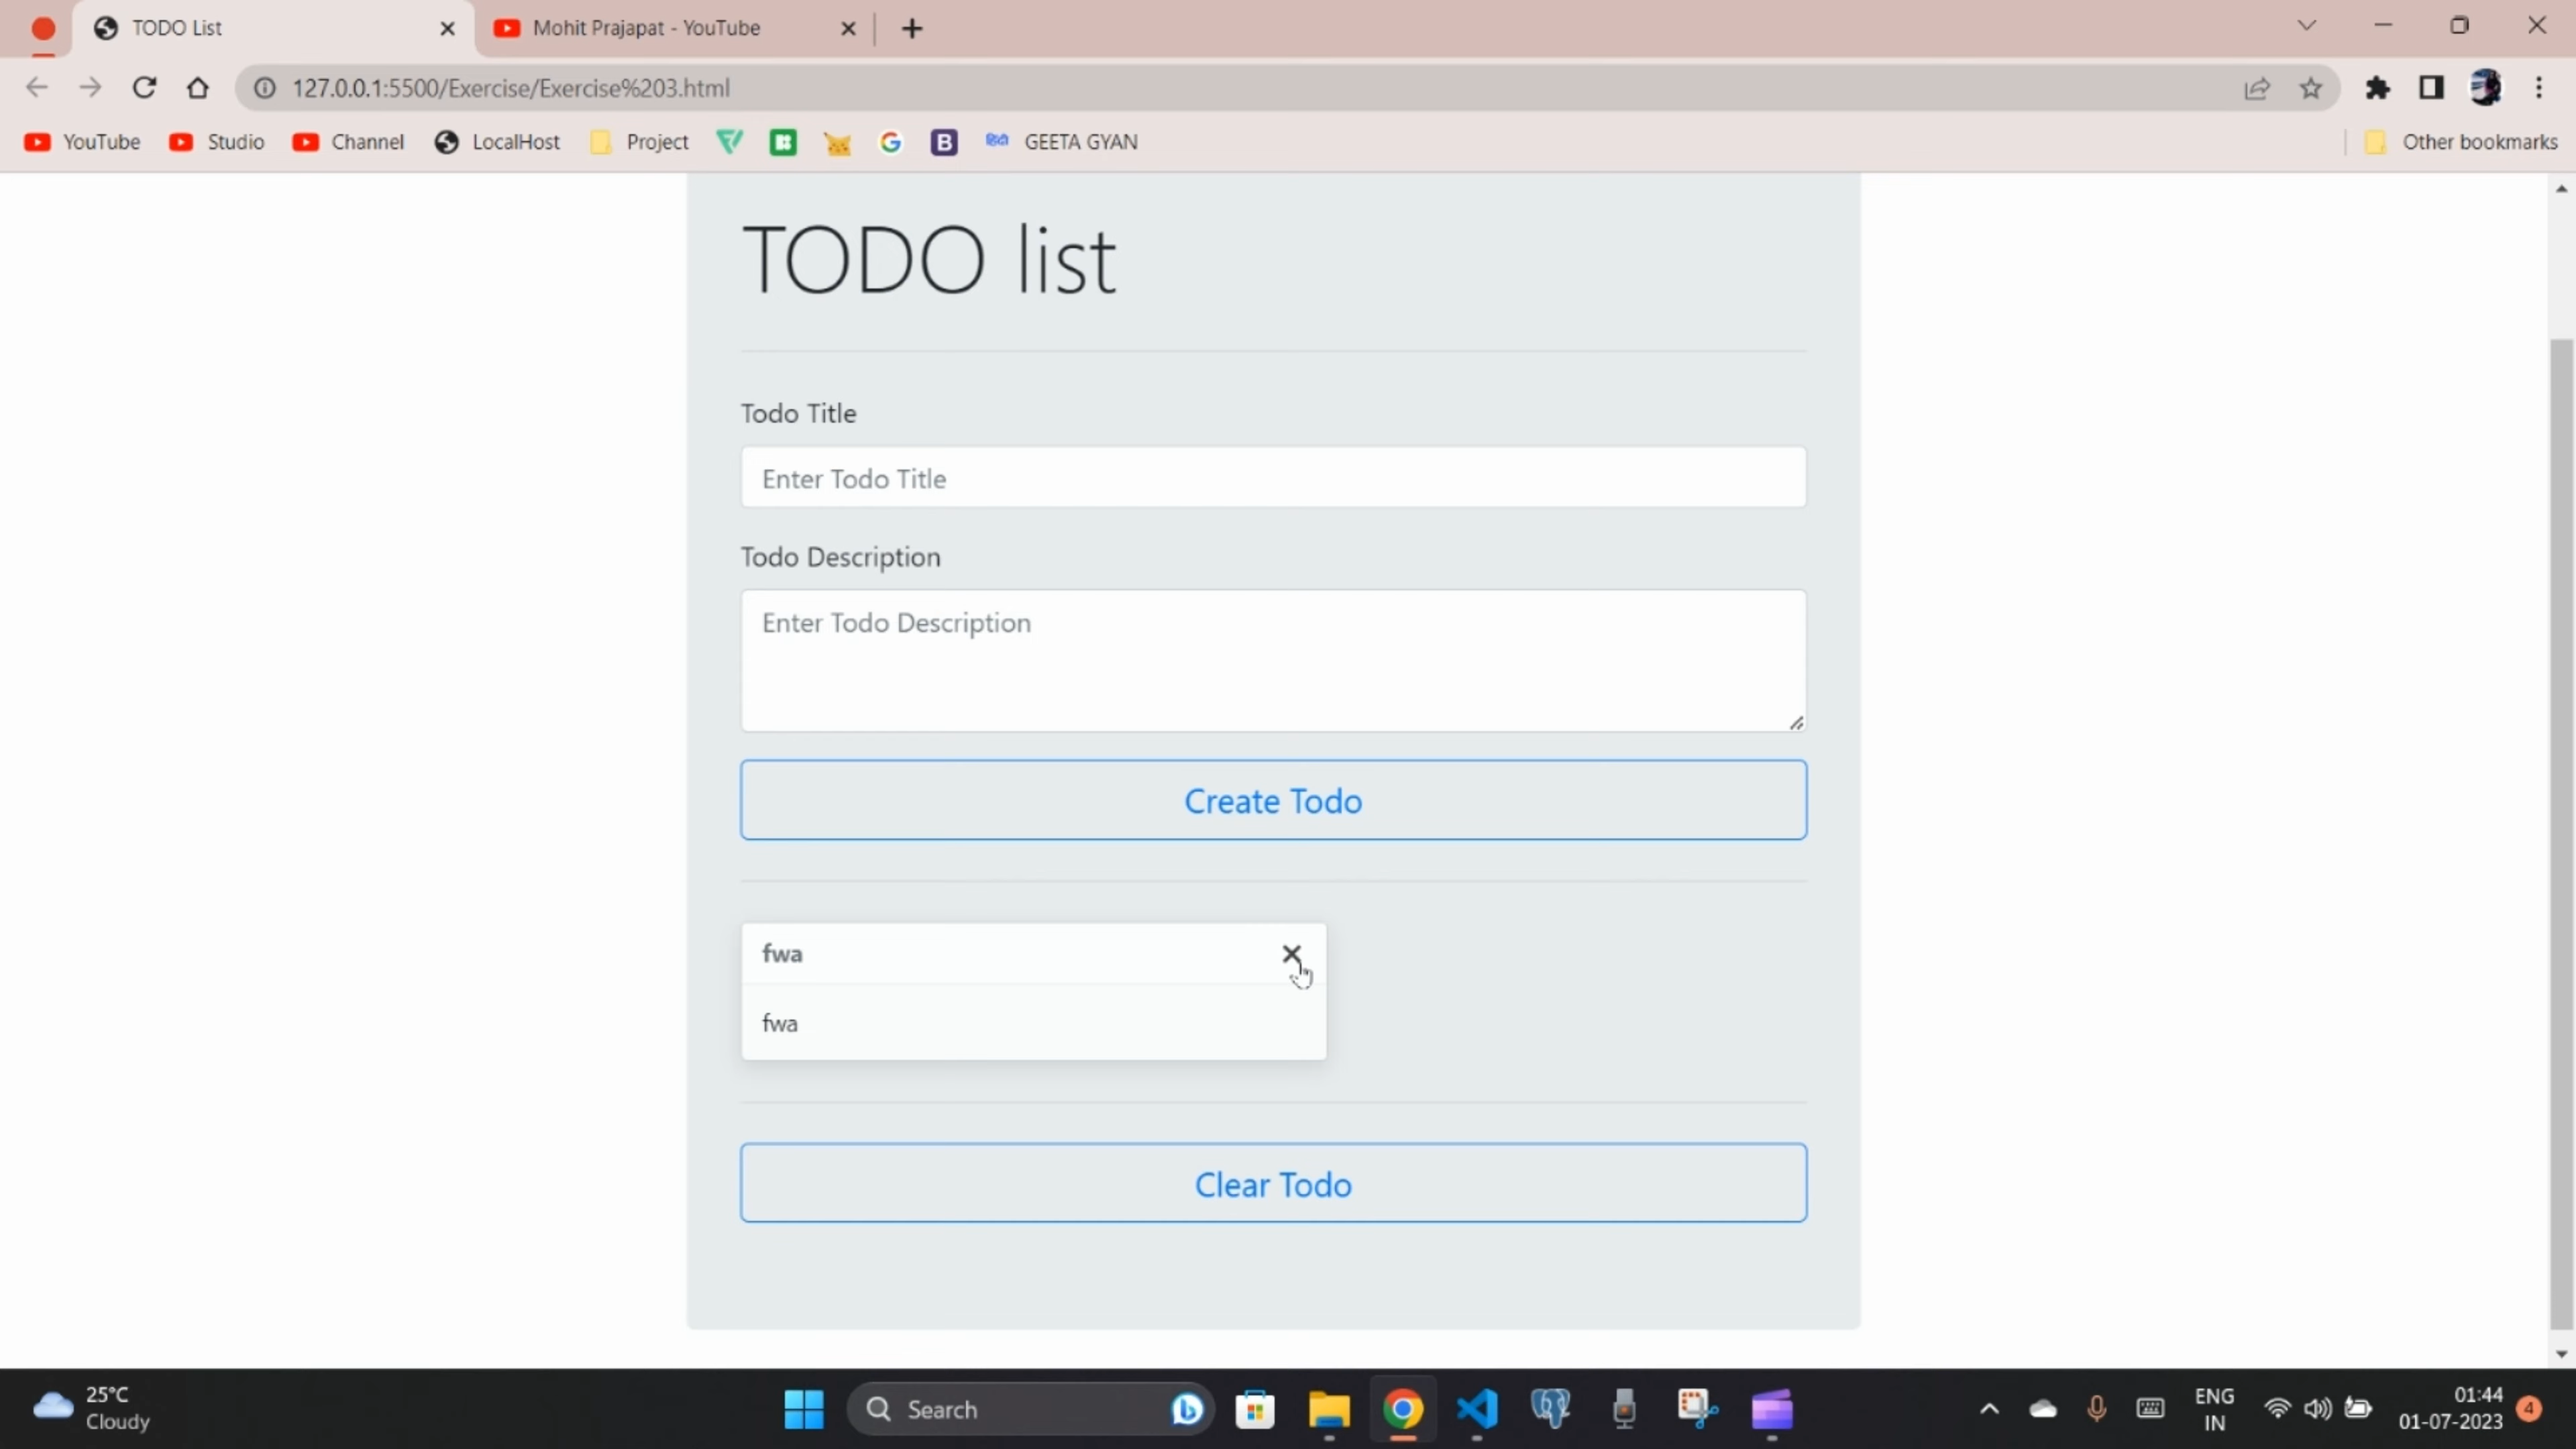 TODO List
Mohit Prajapat - YouTube
127.0.0.1:5500/Exercise/Exercise%203.html
YouTube Studio Channel LocalHost Project G B GEETA GYAN Other bookmarks
TODO list
Todo Title
Enter Todo Title
Todo Description
Enter Todo Description
Create Todo
fwa
fwa
Clear Todo
25°C
Cloudy
Search
ENG
IN
01:44
01-07-2023
4